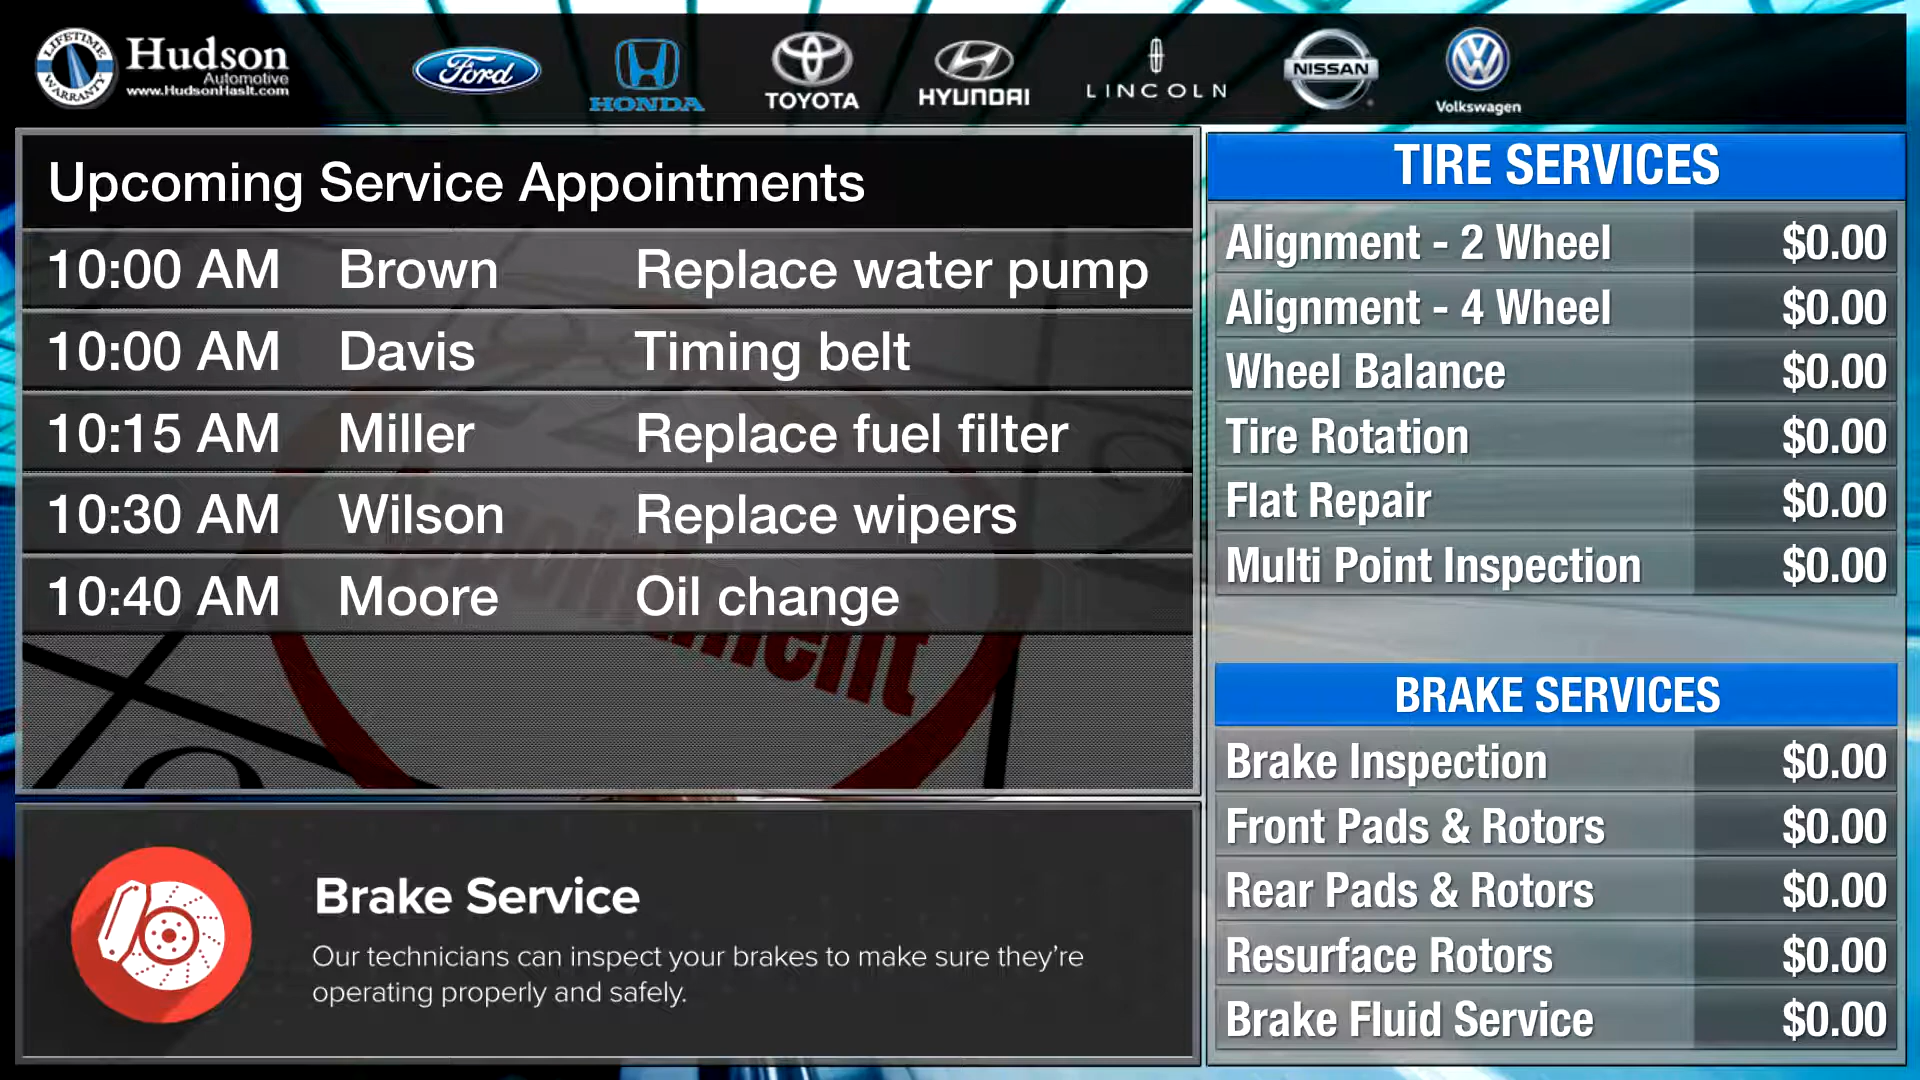 LIFETIME WARRANTY
Hudson
Automotive
www.HudsonHasIt.com
Ford
HONDA
TOYOTA
HYUNDAI
LINCOLN
NISSAN
Volkswagen
Upcoming Service Appointments
10:00 AM Brown Replace water pump
10:00 AM Davis Timing belt
10:15 AM Miller Replace fuel filter
10:30 AM Wilson Replace wipers
10:40 AM Moore Oil change
Brake Service
Our technicians can inspect your brakes to make sure they’re
operating properly and safely.
TIRE SERVICES
Alignment - 2 Wheel $0.00
Alignment - 4 Wheel $0.00
Wheel Balance $0.00
Tire Rotation $0.00
Flat Repair $0.00
Multi Point Inspection $0.00
BRAKE SERVICES
Brake Inspection $0.00
Front Pads & Rotors $0.00
Rear Pads & Rotors $0.00
Resurface Rotors $0.00
Brake Fluid Service $0.00